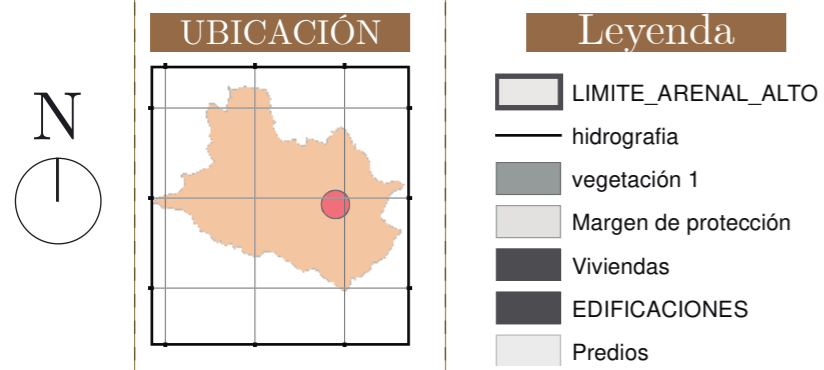 N
UBICACIÓN
Leyenda
LIMITE_ARENAL_ALTO
hidrografia
vegetación 1
Margen de protección
Viviendas
EDIFICACIONES
Predios